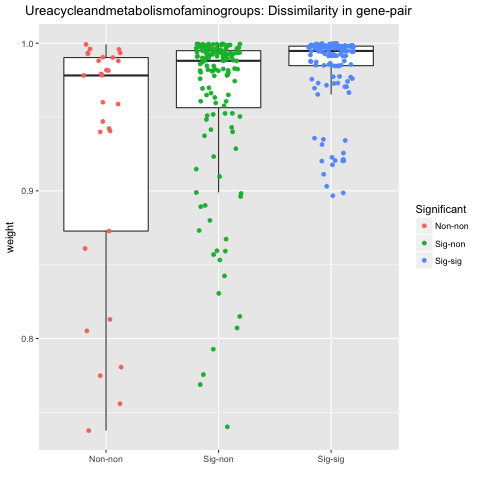 Ureacycleandmetabolismofaminogroups: Dissimilarity in gene-pair
1.0
0.9
0.8
weight
Non-non
Sig-non
Sig-sig
Significant
Non-non
Sig-non
Sig-sig